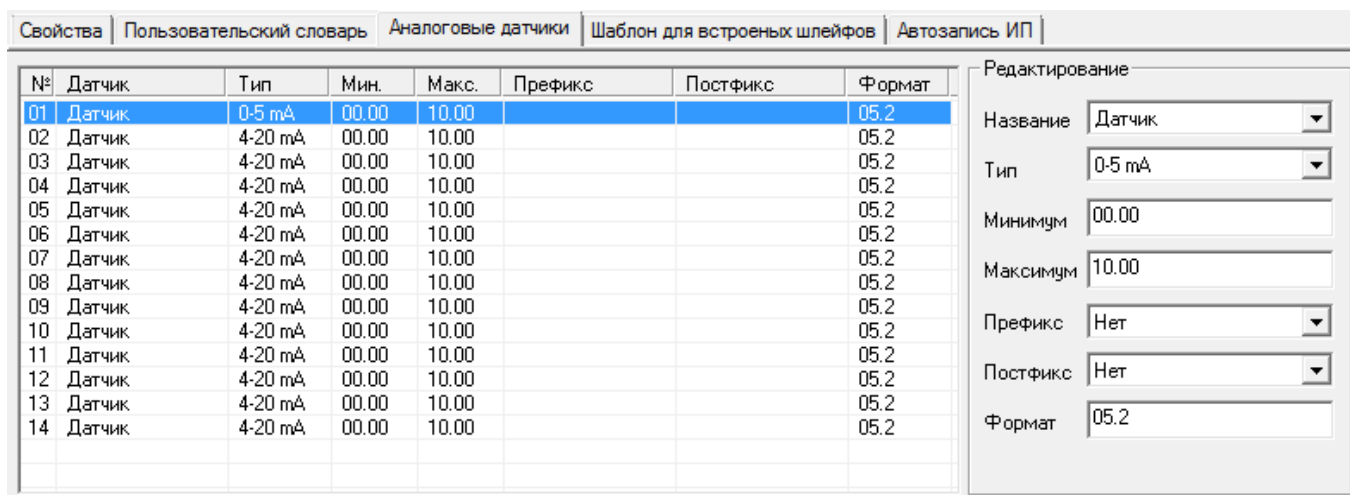 Свойства Пользовательский словарь Аналоговые датчики Шаблон для встроеных шлейфов Автозапись ИП
№ Датчик Тип Мин. Макс. Префикс Постфикс Формат
01 Датчик 0-5 mA 00.00 10.00 05.2
02 Датчик 4-20 mA 00.00 10.00 05.2
03 Датчик 4-20 mA 00.00 10.00 05.2
04 Датчик 4-20 mA 00.00 10.00 05.2
05 Датчик 4-20 mA 00.00 10.00 05.2
06 Датчик 4-20 mA 00.00 10.00 05.2
07 Датчик 4-20 mA 00.00 10.00 05.2
08 Датчик 4-20 mA 00.00 10.00 05.2
09 Датчик 4-20 mA 00.00 10.00 05.2
10 Датчик 4-20 mA 00.00 10.00 05.2
11 Датчик 4-20 mA 00.00 10.00 05.2
12 Датчик 4-20 mA 00.00 10.00 05.2
13 Датчик 4-20 mA 00.00 10.00 05.2
14 Датчик 4-20 mA 00.00 10.00 05.2
Редактирование
Название Датчик
Тип 0-5 mA
Минимум 00.00
Максимум 10.00
Префикс Нет
Постфикс Нет
Формат 05.2